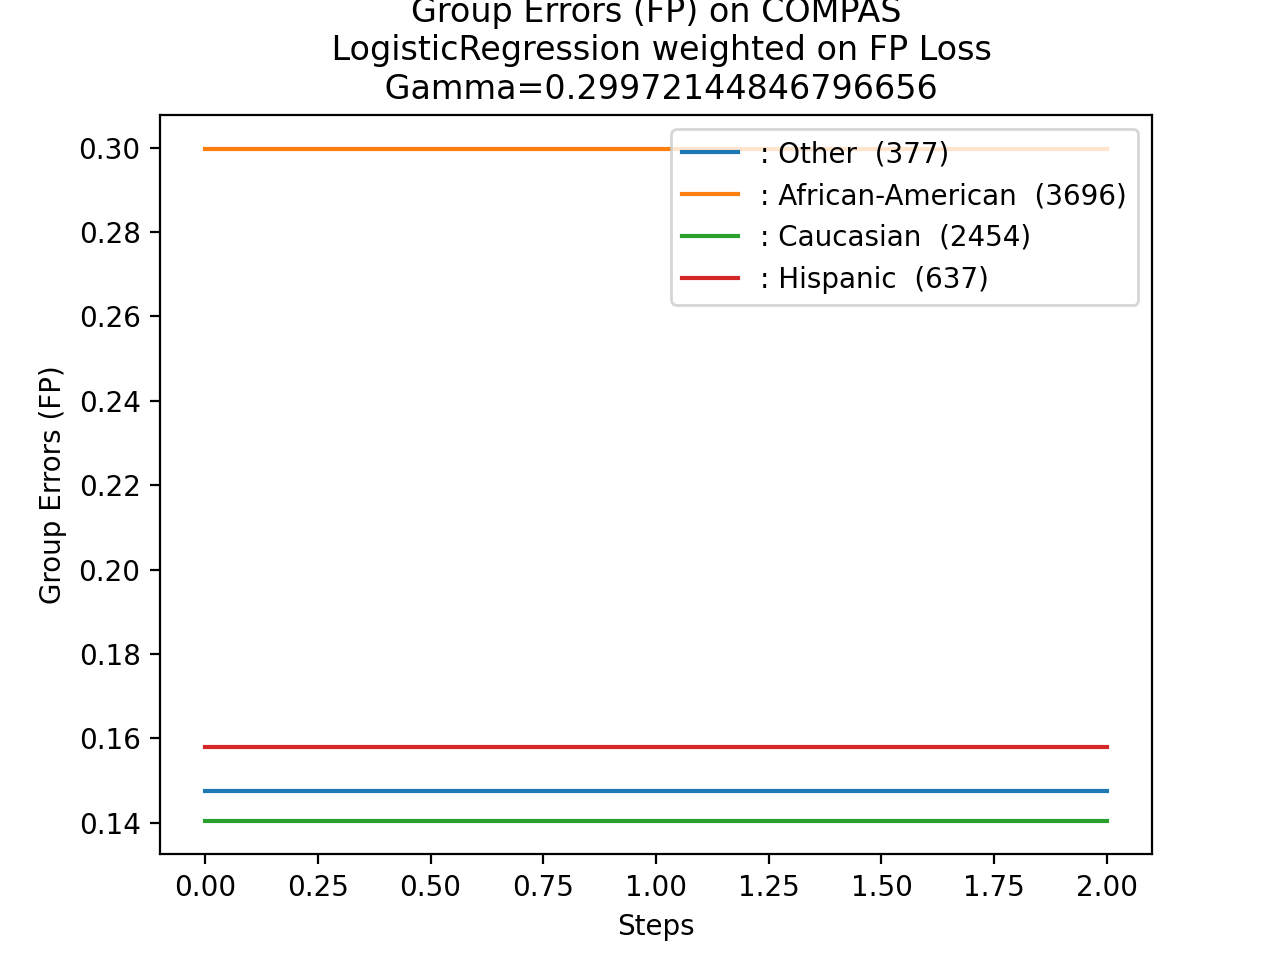 Group Errors (FP) on COMPAS
LogisticRegression weighted on FP Loss
Gamma=0.29972144846796656
0.30
0.28
0.26
0.24
0.22
0.20
0.18
0.16
0.14
Group Errors (FP)
: Other (377)
: African-American (3696)
: Caucasian (2454)
: Hispanic (637)
0.00 0.25 0.50 0.75 1.00 1.25 1.50 1.75 2.00
Steps